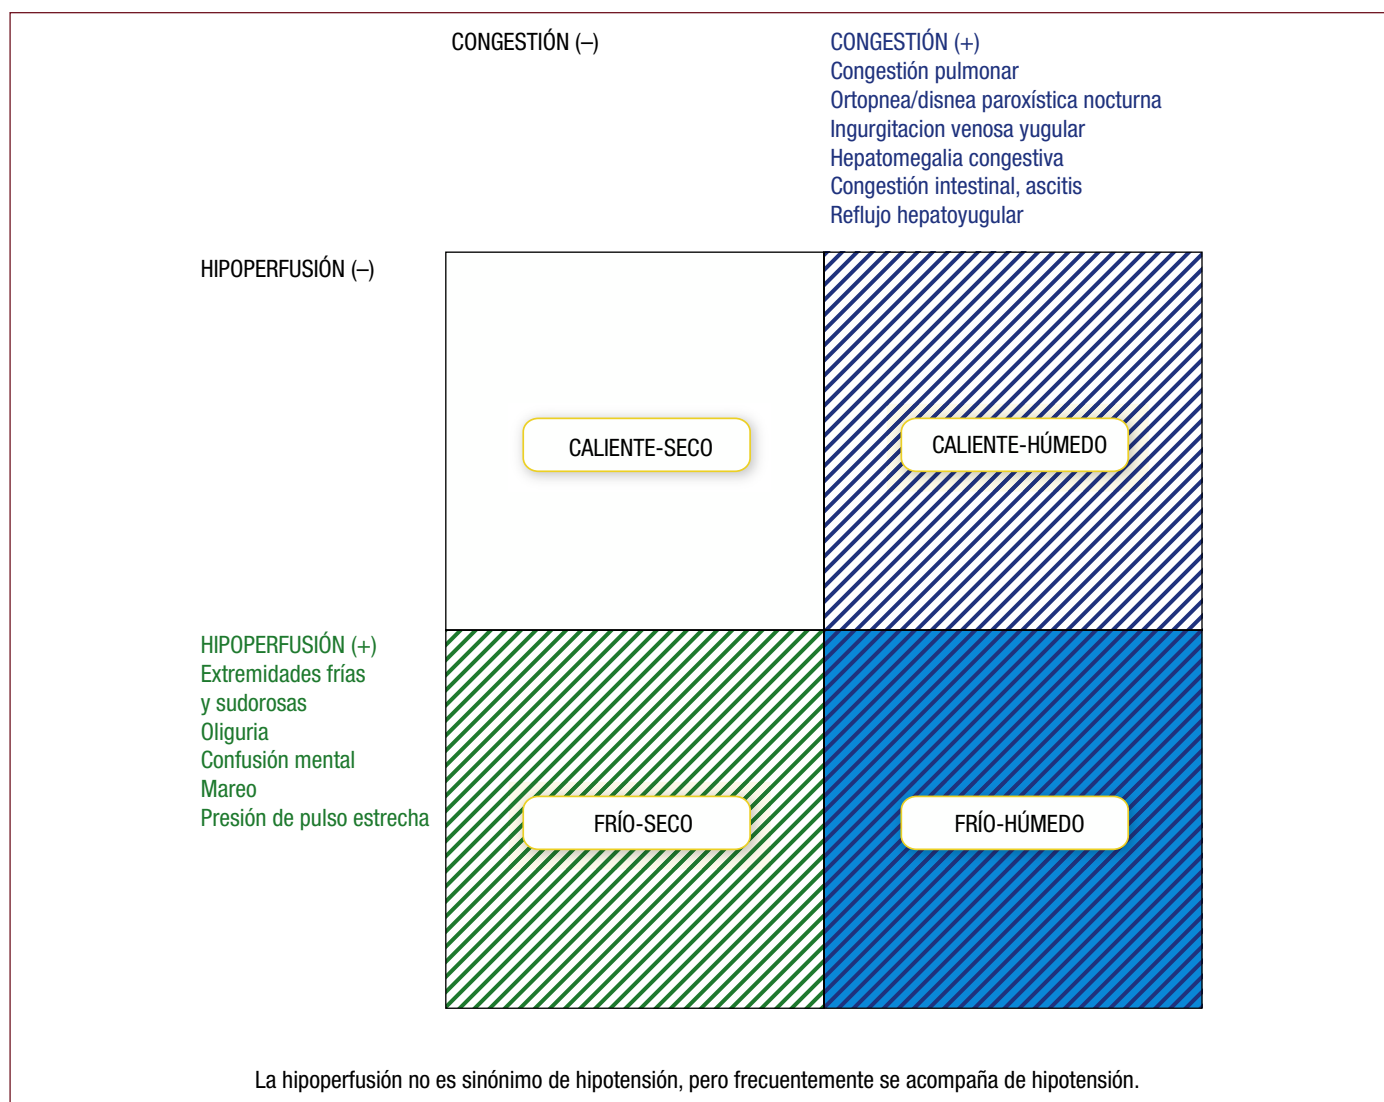 CONGESTIÓN (–)
CONGESTIÓN (+)
Congestión pulmonar
Ortopnea/disnea paroxística nocturna
Ingurgitacion venosa yugular
Hepatomegalia congestiva
Congestión intestinal, ascitis
Reflujo hepatoyugular
HIPOPERFUSIÓN (–)
CALIENTE-SECO
CALIENTE-HÚMEDO
HIPOPERFUSIÓN (+)
Extremidades frías
y sudorosas
Oliguria
Confusión mental
Mareo
Presión de pulso estrecha
FRÍO-SECO
FRÍO-HÚMEDO
La hipoperfusión no es sinónimo de hipotensión, pero frecuentemente se acompaña de hipotensión.